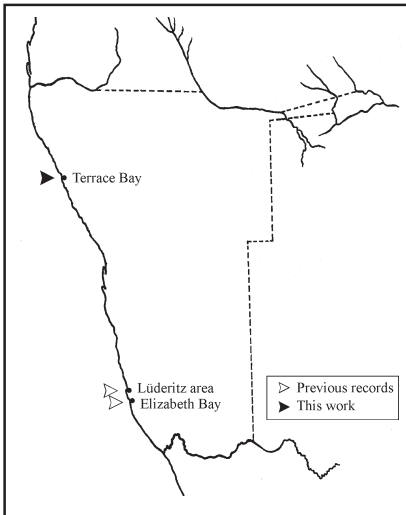 Terrace Bay
Lüderitz area
Elizabeth Bay
Previous records
This work